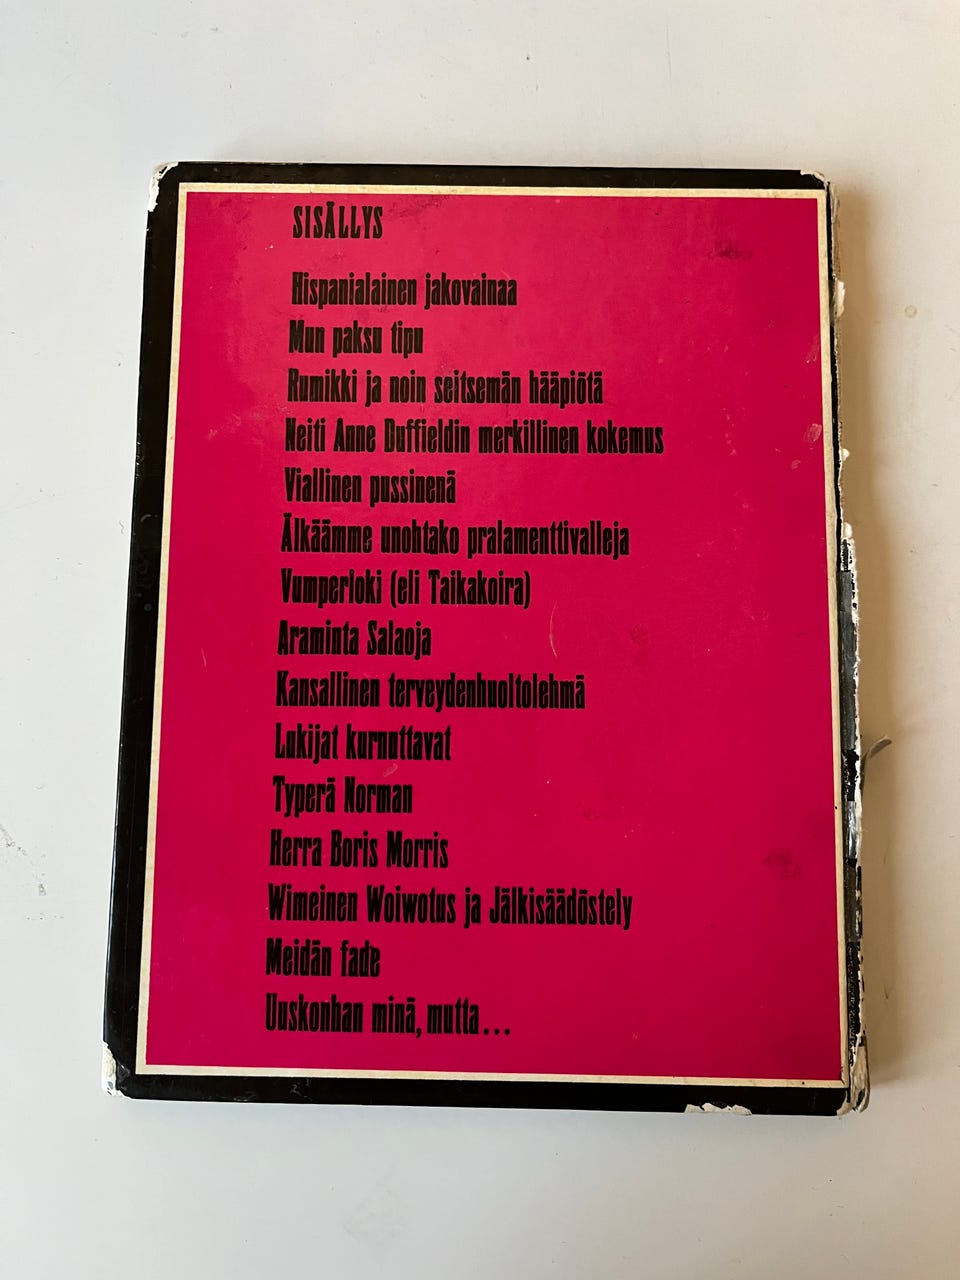 SISÄLLYS
Hispanialainen jakovainaa
Mun paksu tipu
Rumikki ja noin seitsemän hääpiötä
Neiti Anne Duffieldin merkillinen kokemus
Viallinen pussinenä
Älkäämme unohtako pralamenttivalleja
Vumperloki (eli Taikakoira)
Araminta Salaoja
Kansallinen terveydenhuoltolehmä
Lukijat kurnuttavat
Typerä Norman
Herra Boris Morris
Wimeinen Woiwotus ja Jälkisäädöstely
Meidän fade
Uuskonhan minä, mutta...